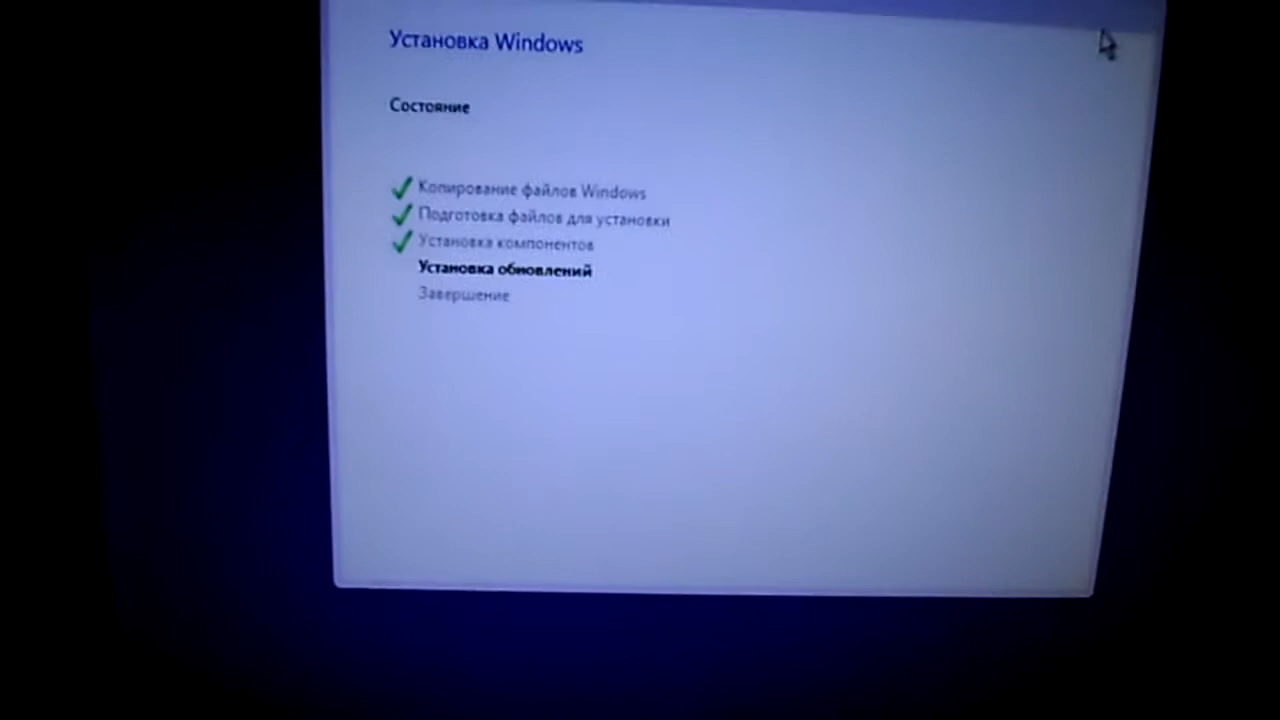 Установка Windows
Состояние
Копирование файлов Windows
Подготовка файлов для установки
Установка компонентов
Установка обновлений
Завершение